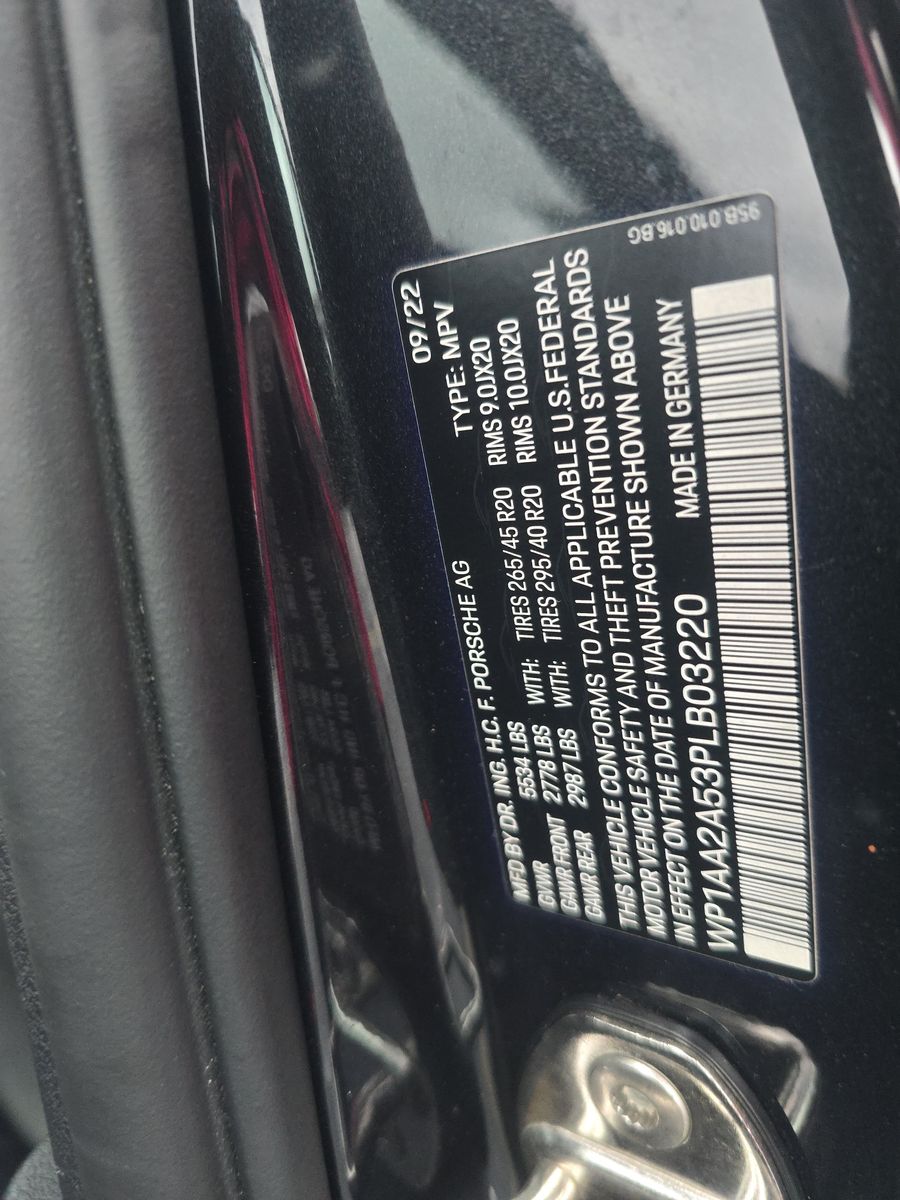 MFD BY DR. ING. H.C. F. PORSCHE AG 09/22
GVWR 5534 LBS TYPE: MPV
GAWR FRONT 2778 LBS WITH: TIRES 265/45 R20 RIMS 9.0JX20
GAWR REAR 2987 LBS WITH: TIRES 295/40 R20 RIMS 10.0JX20
THIS VEHICLE CONFORMS TO ALL APPLICABLE U.S.FEDERAL
MOTOR VEHICLE SAFETY AND THEFT PREVENTION STANDARDS
IN EFFECT ON THE DATE OF MANUFACTURE SHOWN ABOVE
WP1AA2A53PLB03220 MADE IN GERMANY
95B.010.016.BG